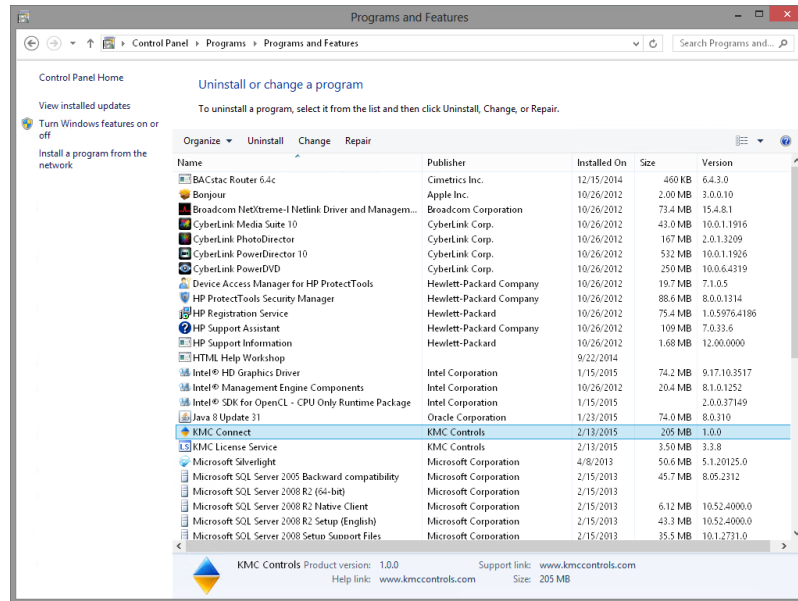 Programs and Features
Control Panel Programs Programs and Features
Search Programs and...
Control Panel Home
View installed updates
Turn Windows features on or
off
Install a program from the
network
Uninstall or change a program
To uninstall a program, select it from the list and then click Uninstall, Change, or Repair.
Organize Uninstall Change Repair
Name Publisher Installed On Size Version
BACstac Router 6.4c Cimetrics Inc. 12/15/2014 460 KB 6.4.3.0
Bonjour Apple Inc. 10/26/2012 2.00 MB 3.0.0.10
Broadcom NetXtreme-I Netlink Driver and Managem... Broadcom Corporation 10/26/2012 73.4 MB 15.4.8.1
CyberLink Media Suite 10 CyberLink Corp. 10/26/2012 43.0 MB 10.0.1.1916
CyberLink PhotoDirector CyberLink Corp. 10/26/2012 167 MB 2.0.1.3209
CyberLink PowerDirector 10 CyberLink Corp. 10/26/2012 532 MB 10.0.1.1926
CyberLink PowerDVD CyberLink Corp. 10/26/2012 250 MB 10.0.6.4319
Device Access Manager for HP ProtectTools Hewlett-Packard Company 10/26/2012 19.7 MB 7.1.0.5
HP ProtectTools Security Manager Hewlett-Packard Company 10/26/2012 88.6 MB 8.0.0.1314
HP Registration Service Hewlett-Packard 10/26/2012 75.4 MB 1.0.5976.4186
HP Support Assistant Hewlett-Packard Company 10/26/2012 109 MB 7.0.33.6
HP Support Information Hewlett-Packard 10/26/2012 1.68 MB 12.00.0000
HTML Help Workshop 9/22/2014
Intel® HD Graphics Driver Intel Corporation 1/15/2015 74.2 MB 9.17.10.3517
Intel® Management Engine Components Intel Corporation 10/26/2012 20.4 MB 8.1.0.1252
Intel® SDK for OpenCL - CPU Only Runtime Package Intel Corporation 1/15/2015 2.0.0.37149
Java 8 Update 31 Oracle Corporation 1/23/2015 74.0 MB 8.0.310
KMC Connect KMC Controls 2/13/2015 205 MB 1.0.0
LS KMC License Service KMC Controls 2/13/2015 3.50 MB 3.3.8
Microsoft Silverlight Microsoft Corporation 4/8/2013 50.6 MB 5.1.20125.0
Microsoft SQL Server 2005 Backward compatibility Microsoft Corporation 2/15/2013 45.7 MB 8.05.2312
Microsoft SQL Server 2008 R2 (64-bit) Microsoft Corporation 2/15/2013
Microsoft SQL Server 2008 R2 Native Client Microsoft Corporation 2/15/2013 6.12 MB 10.52.4000.0
Microsoft SQL Server 2008 R2 Setup (English) Microsoft Corporation 2/15/2013 43.3 MB 10.52.4000.0
Microsoft SQL Server 2008 Setup Support Files Microsoft Corporation 2/15/2013 35.5 MB 10.1.2731.0
KMC Controls Product version: 1.0.0 Support link: www.kmccontrols.com
Help link: www.kmccontrols.com Size: 205 MB